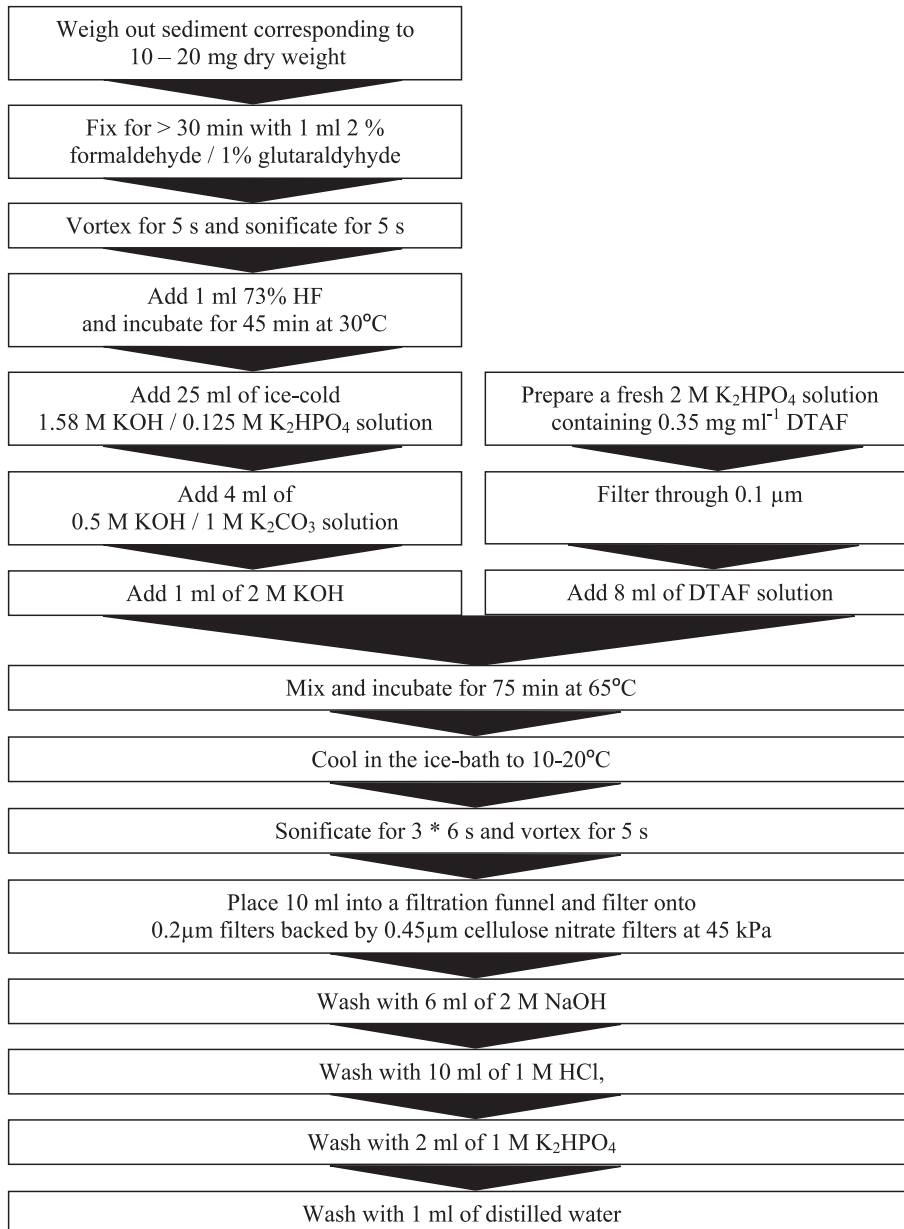 Weigh out sediment corresponding to
10 – 20 mg dry weight
Fix for > 30 min with 1 ml 2 %
formaldehyde / 1% glutaraldyhyde
Vortex for 5 s and sonificate for 5 s
Add 1 ml 73% HF
and incubate for 45 min at 30°C
Add 25 ml of ice-cold
1.58 M KOH / 0.125 M K₂HPO₄ solution
Add 4 ml of
0.5 M KOH / 1 M K₂CO₃ solution
Add 1 ml of 2 M KOH
Prepare a fresh 2 M K₂HPO₄ solution
containing 0.35 mg ml⁻¹ DTAF
Filter through 0.1 µm
Add 8 ml of DTAF solution
Mix and incubate for 75 min at 65°C
Cool in the ice-bath to 10-20°C
Sonificate for 3 * 6 s and vortex for 5 s
Place 10 ml into a filtration funnel and filter onto
0.2µm filters backed by 0.45µm cellulose nitrate filters at 45 kPa
Wash with 6 ml of 2 M NaOH
Wash with 10 ml of 1 M HCl,
Wash with 2 ml of 1 M K₂HPO₄
Wash with 1 ml of distilled water